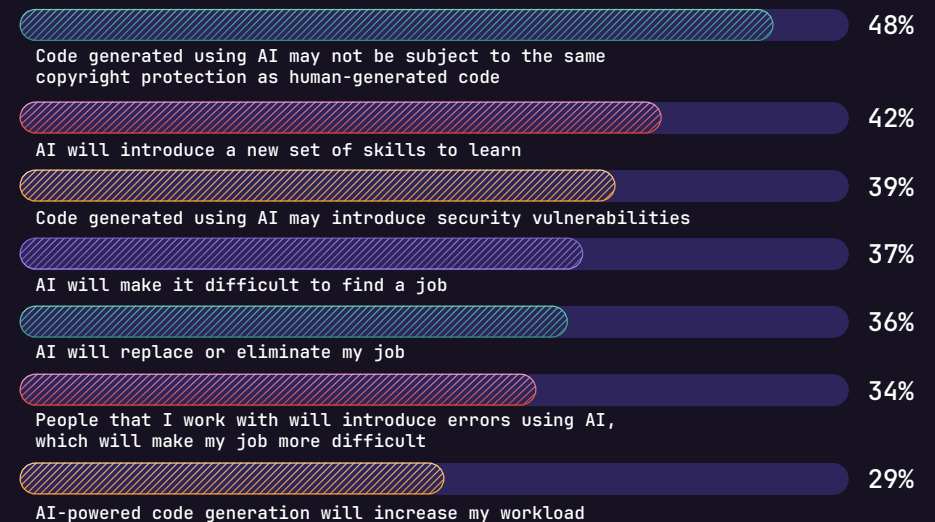 48%
Code generated using AI may not be subject to the same
copyright protection as human-generated code
42%
AI will introduce a new set of skills to learn
39%
Code generated using AI may introduce security vulnerabilities
37%
AI will make it difficult to find a job
36%
AI will replace or eliminate my job
34%
People that I work with will introduce errors using AI,
which will make my job more difficult
29%
AI-powered code generation will increase my workload